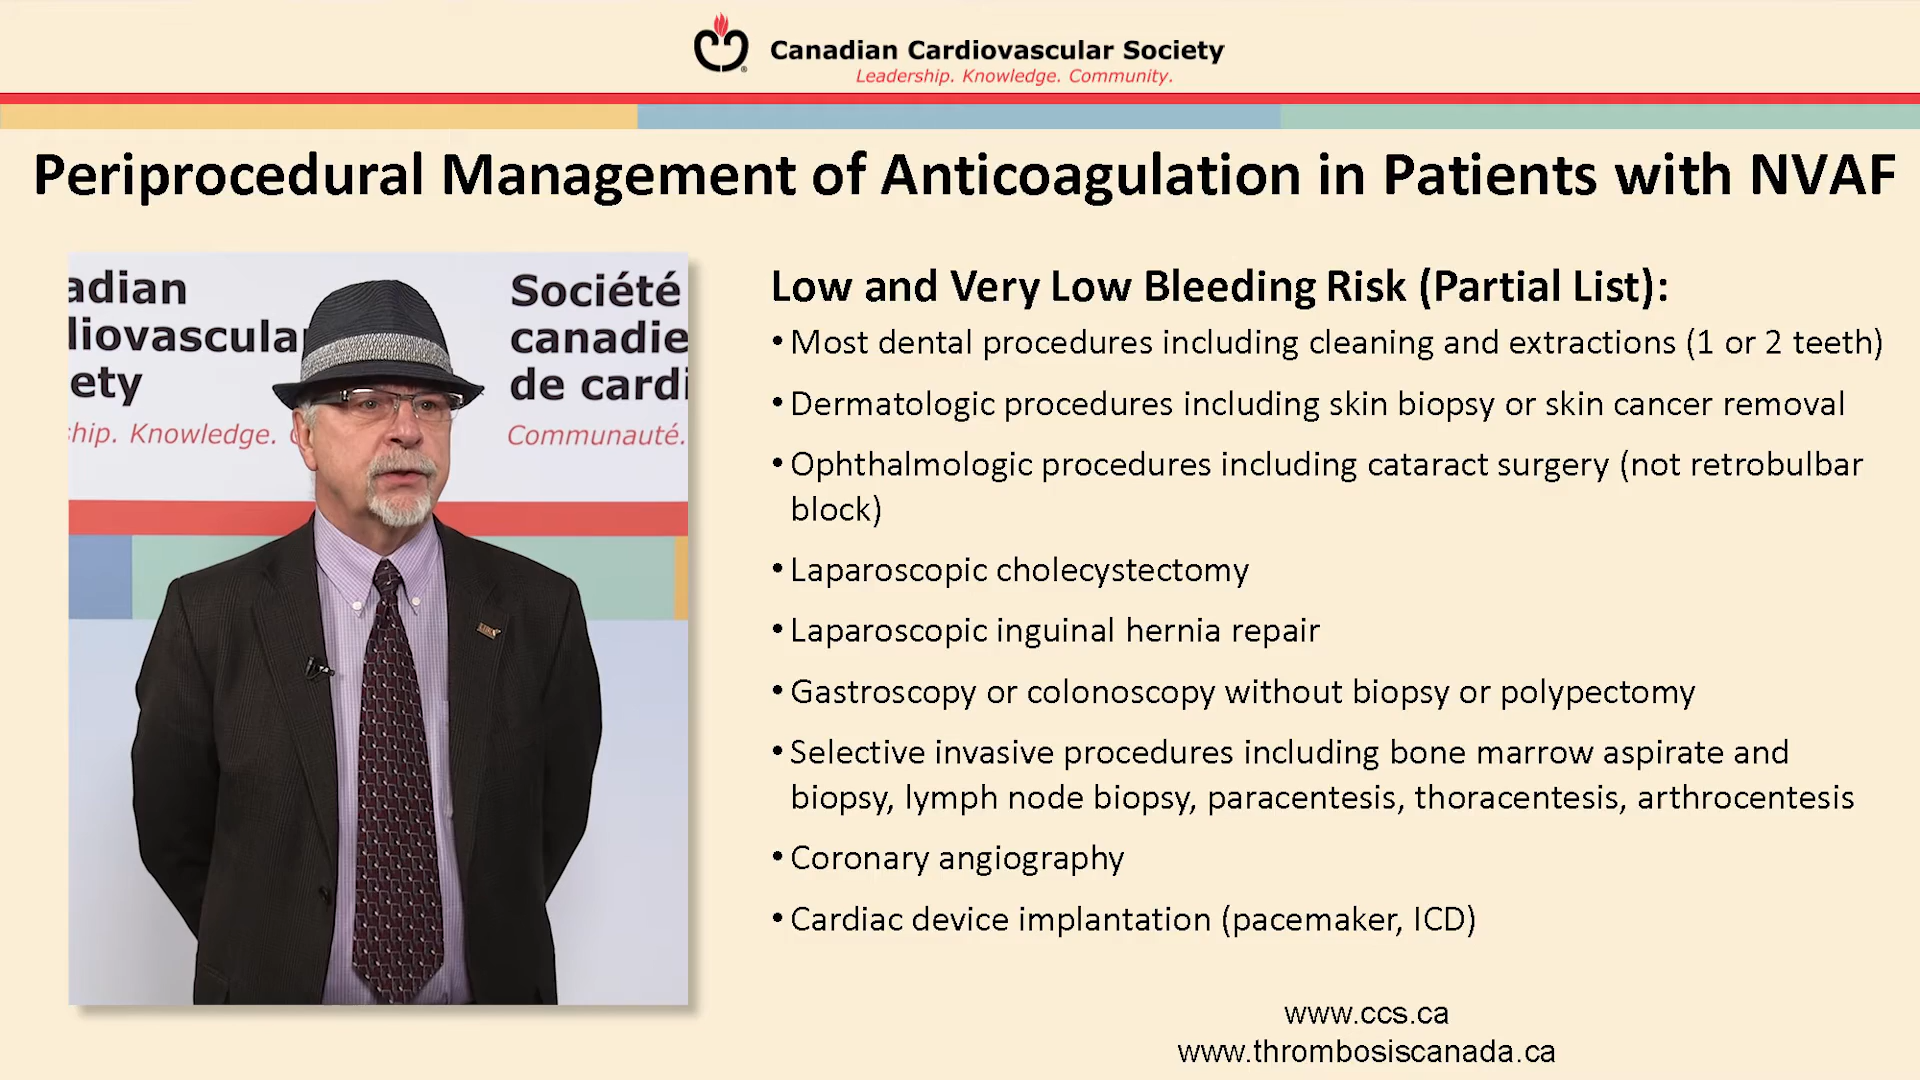 Canadian Cardiovascular Society
Leadership. Knowledge. Community.
Periprocedural Management of Anticoagulation in Patients with NVAF
adian
diovascula
ety
ship. Knowledge. C
Société
canadie
de cardi
Communauté.
Low and Very Low Bleeding Risk (Partial List):
• Most dental procedures including cleaning and extractions (1 or 2 teeth)
• Dermatologic procedures including skin biopsy or skin cancer removal
• Ophthalmologic procedures including cataract surgery (not retrobulbar
block)
• Laparoscopic cholecystectomy
• Laparoscopic inguinal hernia repair
• Gastroscopy or colonoscopy without biopsy or polypectomy
• Selective invasive procedures including bone marrow aspirate and
biopsy, lymph node biopsy, paracentesis, thoracentesis, arthrocentesis
• Coronary angiography
• Cardiac device implantation (pacemaker, ICD)
www.ccs.ca
www.thrombosiscanada.ca